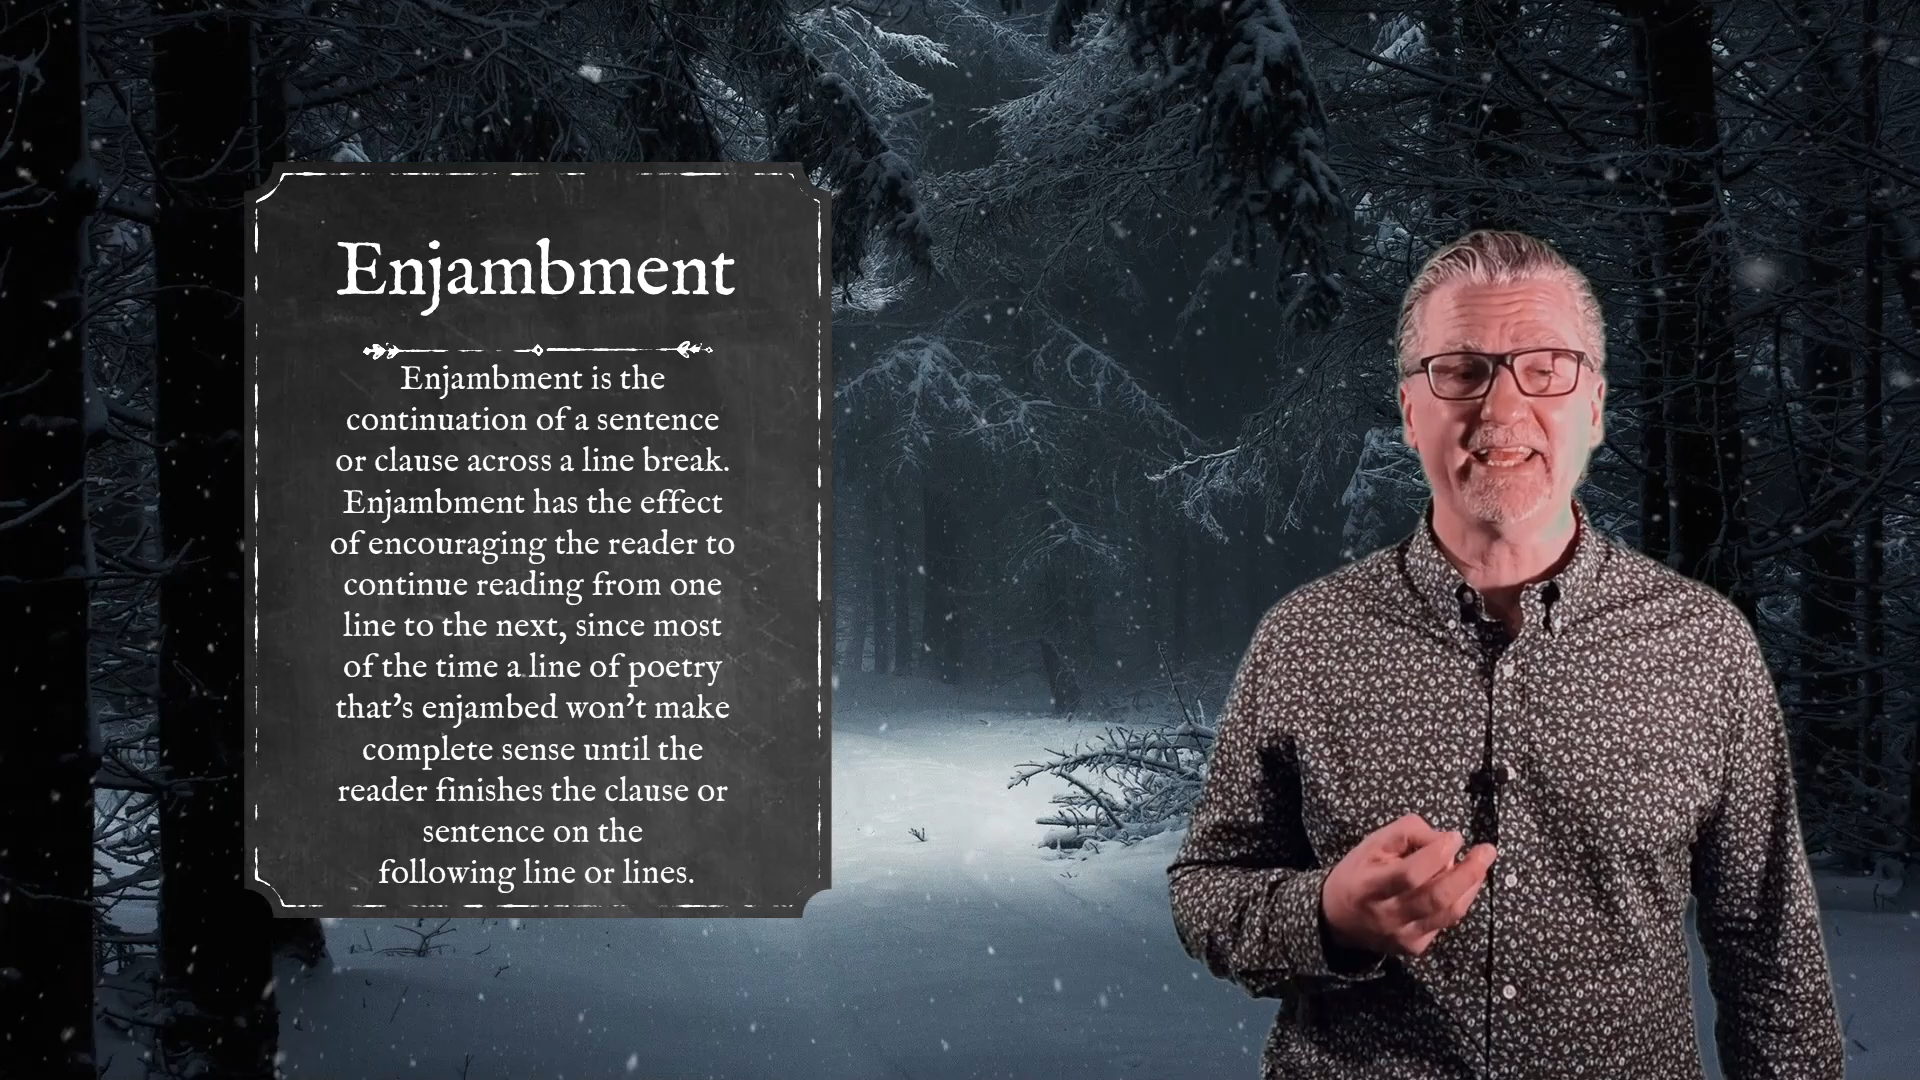 Enjambment
Enjambment is the
continuation of a sentence
or clause across a line break.
Enjambment has the effect
of encouraging the reader to
continue reading from one
line to the next, since most
of the time a line of poetry
that’s enjambed won’t make
complete sense until the
reader finishes the clause or
sentence on the
following line or lines.